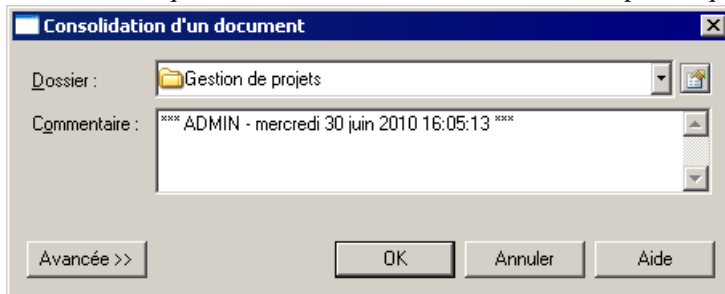 Consolidation d'un document
Dossier :
Gestion de projets
Commentaire :
*** ADMIN - mercredi 30 juin 2010 16:05:13 ***
Avancée >>
OK
Annuler
Aide